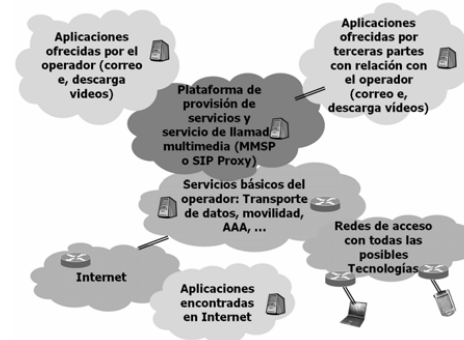 Aplicaciones
ofrecidas por el
operador (correo
e, descarga
videos)
Aplicaciones
ofrecidas por
terceras partes
con relación con
el operador
(correo e,
descarga vídeos)
Plataforma de
provisión de
servicios y
servicio de llamad
multimedia (MMSP
o SIP Proxy)
Servicios básicos del
operador: Transporte
de datos, movilidad,
AAA, ...
Redes de acceso
con todas las
posibles
Tecnologías
Internet
Aplicaciones
encontradas
en Internet